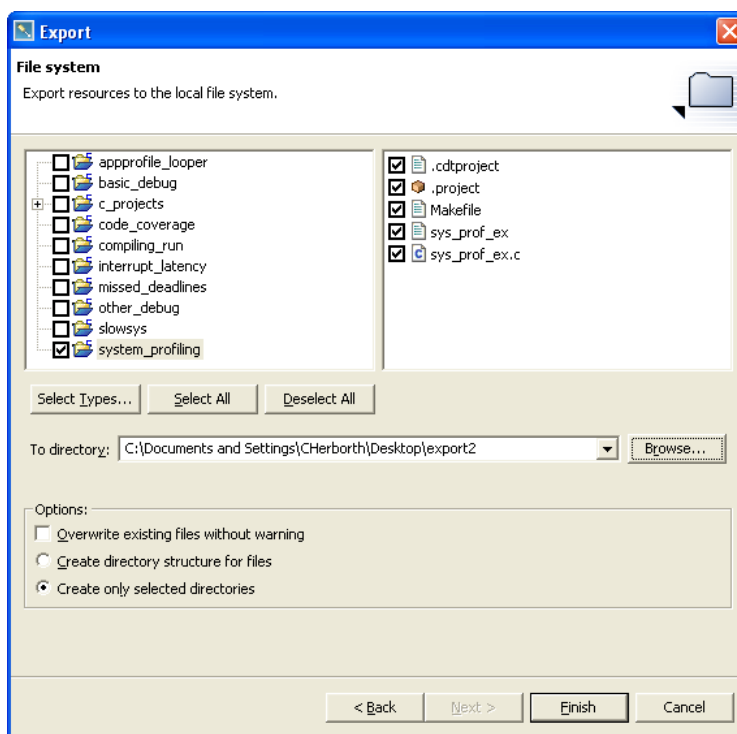 Export
File system
Export resources to the local file system.
appprofile_looper
basic_debug
c_projects
code_coverage
compiling_run
interrupt_latency
missed_deadlines
other_debug
slowsys
system_profiling
.cdtproject
.project
Makefile
sys_prof_ex
sys_prof_ex.c
Select Types... Select All Deselect All
To directory: C:\Documents and Settings\CHerborth\Desktop\export2 Browse...
Options:
Overwrite existing files without warning
Create directory structure for files
Create only selected directories
< Back Next > Finish Cancel